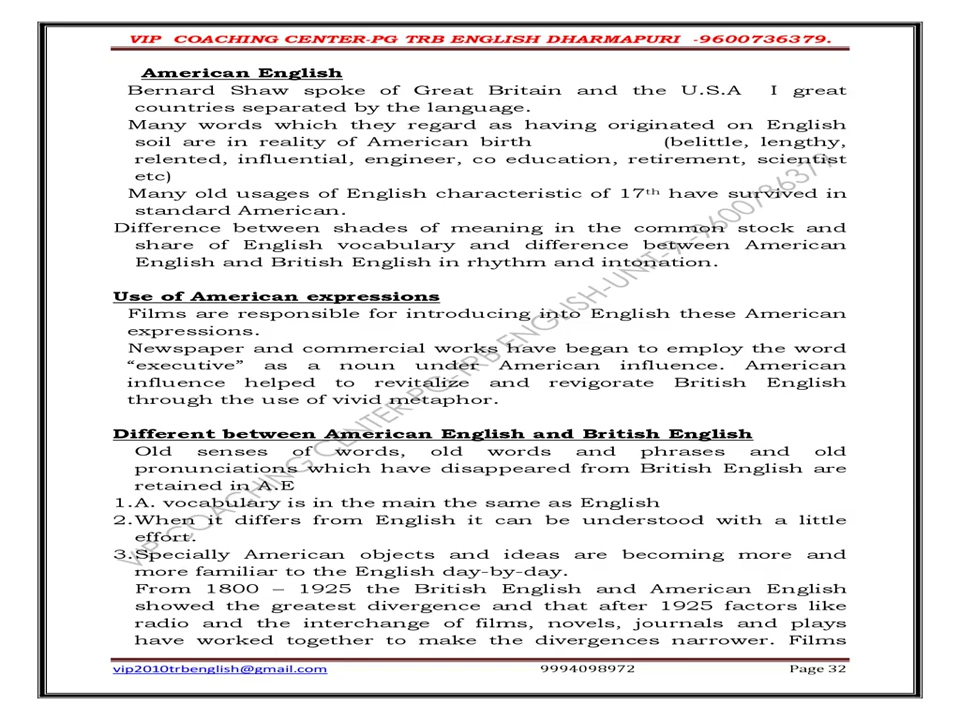 VIP COACHING CENTER-PG TRB ENGLISH DHARMAPURI -9600736379.
American English
Bernard Shaw spoke of Great Britain and the U.S.A I great
countries separated by the language.
Many words which they regard as having originated on English
soil are in reality of American birth (belittle, lengthy,
relented, influential, engineer, co education, retirement, scientist
etc)
Many old usages of English characteristic of 17th have survived in
standard American.
Difference between shades of meaning in the common stock and
share of English vocabulary and difference between American
English and British English in rhythm and intonation.
Use of American expressions
Films are responsible for introducing into English these American
expressions.
Newspaper and commercial works have began to employ the word
“executive” as a noun under American influence. American
influence helped to revitalize and revigorate British English
through the use of vivid metaphor.
Different between American English and British English
Old senses of words, old words and phrases and old
pronunciations which have disappeared from British English are
retained in A.E
1.A. vocabulary is in the main the same as English
2.When it differs from English it can be understood with a little
effort.
3.Specially American objects and ideas are becoming more and
more familiar to the English day-by-day.
From 1800 – 1925 the British English and American English
showed the greatest divergence and that after 1925 factors like
radio and the interchange of films, novels, journals and plays
have worked together to make the divergences narrower. Films
vip2010trbenglish@gmail.com 9994098972 Page 32